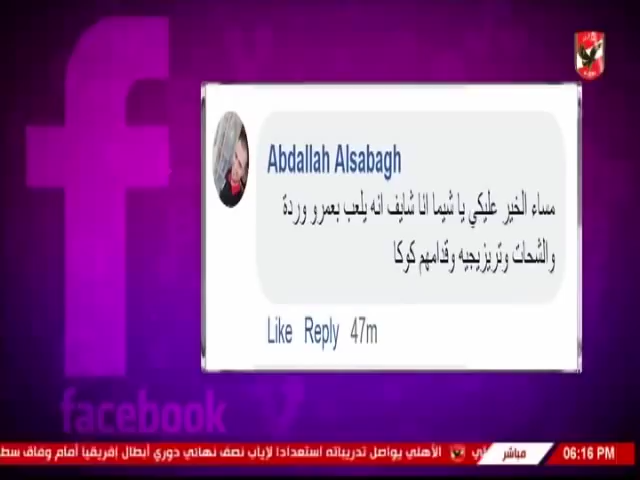 Abdallah Alsabagh
مساء الخير عليكي يا شيما انا شايف انه يلعب بعمرو وردة
والشحات وتريزيجيه وقدامهم كوكا
Like Reply 47m
facebook
مباشر الأهلي يواصل تدريباته استعدادا لإياب نصف نهائي دوري أبطال إفريقيا أمام وفاق سط
06:16 PM